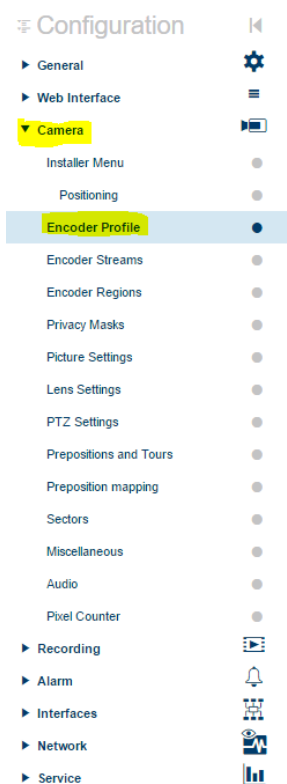 Configuration
General
Web Interface
Camera
Installer Menu
Positioning
Encoder Profile
Encoder Streams
Encoder Regions
Privacy Masks
Picture Settings
Lens Settings
PTZ Settings
Prepositions and Tours
Preposition mapping
Sectors
Miscellaneous
Audio
Pixel Counter
Recording
Alarm
Interfaces
Network
Service